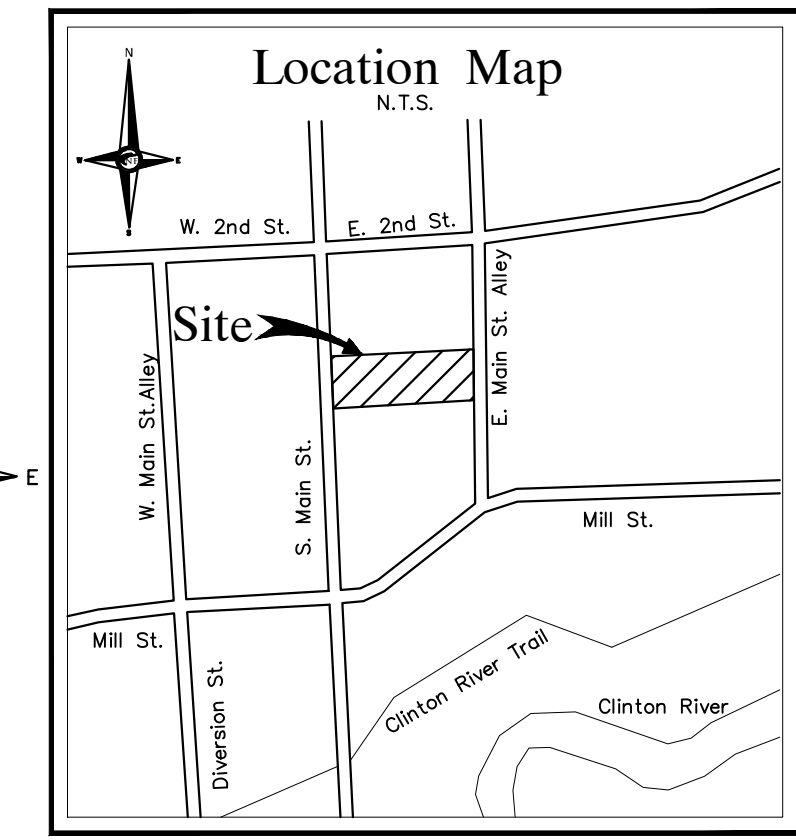 Location Map
N.T.S.
N
W
NF
E
S
W. 2nd St.
E. 2nd St.
E. Main St. Alley
Site
W. Main St.Alley
S. Main St.
E
Mill St.
Mill St.
Diversion St.
Clinton River Trail
Clinton River